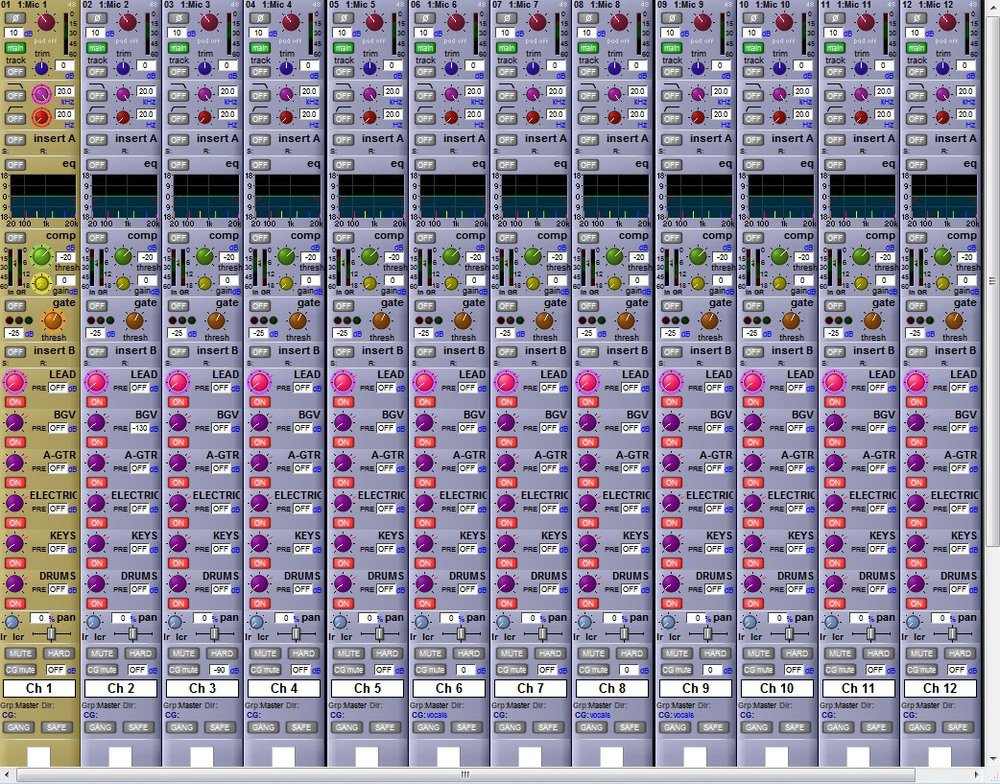 01 1:Mic 1 48 02 1:Mic 2 48 03 1:Mic 3 48 04 1:Mic 4 48 05 1:Mic 5 48 06 1:Mic 6 48 07 1:Mic 7 48 08 1:Mic 8 48 09 1:Mic 9 48 10 1:Mic 10 48 11 1:Mic 11 48 12 1:Mic 12 48
Ø 0 Ø 0 Ø 0 Ø 0 Ø 0 Ø 0 Ø 0 Ø 0 Ø 0 Ø 0 Ø 0 Ø 0
10 dB 15 10 dB 15 10 dB 15 10 dB 15 10 dB 15 10 dB 15 10 dB 15 10 dB 15 10 dB 15 10 dB 15 10 dB 15 10 dB 15
pad off 30 pad off 30 pad off 30 pad off 30 pad off 30 pad off 30 pad off 30 pad off 30 pad off 30 pad off 30 pad off 30 pad off 30
main 45 main 45 main 45 main 45 main 45 main 45 main 45 main 45 main 45 main 45 main 45 main 45
trim 60 trim 60 trim 60 trim 60 trim 60 trim 60 trim 60 trim 60 trim 60 trim 60 trim 60 trim 60
track 0 track 0 track 0 track 0 track 0 track 0 track 0 track 0 track 0 track 0 track 0 track 0
OFF dB OFF dB OFF dB OFF dB OFF dB OFF dB OFF dB OFF dB OFF dB OFF dB OFF dB OFF dB
OFF 20.0 OFF 20.0 OFF 20.0 OFF 20.0 OFF 20.0 OFF 20.0 OFF 20.0 OFF 20.0 OFF 20.0 OFF 20.0 OFF 20.0 OFF 20.0
kHz kHz kHz kHz kHz kHz kHz kHz kHz kHz kHz kHz
OFF 20.0 OFF 20.0 OFF 20.0 OFF 20.0 OFF 20.0 OFF 20.0 OFF 20.0 OFF 20.0 OFF 20.0 OFF 20.0 OFF 20.0 OFF 20.0
Hz Hz Hz Hz Hz Hz Hz Hz Hz Hz Hz Hz
OFF insert A OFF insert A OFF insert A OFF insert A OFF insert A OFF insert A OFF insert A OFF insert A OFF insert A OFF insert A OFF insert A OFF insert A
S: R: S: R: S: R: S: R: S: R: S: R: S: R: S: R: S: R: S: R: S: R: S: R:
OFF eq OFF eq OFF eq OFF eq OFF eq OFF eq OFF eq OFF eq OFF eq OFF eq OFF eq OFF eq
18 18 18 18 18 18 18 18 18 18 18 18
9 9 9 9 9 9 9 9 9 9 9 9
0 0 0 0 0 0 0 0 0 0 0 0
9 9 9 9 9 9 9 9 9 9 9 9
18 18 18 18 18 18 18 18 18 18 18 18
20 100 1k 20k 20 100 1k 20k 20 100 1k 20k 20 100 1k 20k 20 100 1k 20k 20 100 1k 20k 20 100 1k 20k 20 100 1k 20k 20 100 1k 20k 20 100 1k 20k 20 100 1k 20k 20 100 1k 20k
OFF comp OFF comp OFF comp OFF comp OFF comp OFF comp OFF comp OFF comp OFF comp OFF comp OFF comp OFF comp
-20 dB -20 dB -20 dB -20 dB -20 dB -20 dB -20 dB -20 dB -20 dB -20 dB -20 dB -20 dB
thresh thresh thresh thresh thresh thresh thresh thresh thresh thresh thresh thresh
0 0 0 0 0 0 0 0 0 0 0 0
In GR gain dB In GR gain dB In GR gain dB In GR gain dB In GR gain dB In GR gain dB In GR gain dB In GR gain dB In GR gain dB In GR gain dB In GR gain dB In GR gain dB
OFF gate OFF gate OFF gate OFF gate OFF gate OFF gate OFF gate OFF gate OFF gate OFF gate OFF gate OFF gate
-25 dB thresh -25 dB thresh -25 dB thresh -25 dB thresh -25 dB thresh -25 dB thresh -25 dB thresh -25 dB thresh -25 dB thresh -25 dB thresh -25 dB thresh -25 dB thresh
OFF insert B OFF insert B OFF insert B OFF insert B OFF insert B OFF insert B OFF insert B OFF insert B OFF insert B OFF insert B OFF insert B OFF insert B
S: R: S: R: S: R: S: R: S: R: S: R: S: R: S: R: S: R: S: R: S: R: S: R:
LEAD LEAD LEAD LEAD LEAD LEAD LEAD LEAD LEAD LEAD LEAD LEAD
PRE OFF dB PRE OFF dB PRE OFF dB PRE OFF dB PRE OFF dB PRE OFF dB PRE OFF dB PRE OFF dB PRE OFF dB PRE OFF dB PRE OFF dB PRE OFF dB
ON ON ON ON ON ON ON ON ON ON ON ON
BGV BGV BGV BGV BGV BGV BGV BGV BGV BGV BGV BGV
PRE OFF dB PRE -130 dB PRE OFF dB PRE OFF dB PRE OFF dB PRE OFF dB PRE OFF dB PRE OFF dB PRE OFF dB PRE OFF dB PRE OFF dB PRE OFF dB
ON ON ON ON ON ON ON ON ON ON ON ON
A-GTR A-GTR A-GTR A-GTR A-GTR A-GTR A-GTR A-GTR A-GTR A-GTR A-GTR A-GTR
PRE OFF dB PRE OFF dB PRE OFF dB PRE OFF dB PRE OFF dB PRE OFF dB PRE OFF dB PRE OFF dB PRE OFF dB PRE OFF dB PRE OFF dB PRE OFF dB
ON ON ON ON ON ON ON ON ON ON ON ON
ELECTRIC ELECTRIC ELECTRIC ELECTRIC ELECTRIC ELECTRIC ELECTRIC ELECTRIC ELECTRIC ELECTRIC ELECTRIC ELECTRIC
PRE OFF dB PRE OFF dB PRE OFF dB PRE OFF dB PRE OFF dB PRE OFF dB PRE OFF dB PRE OFF dB PRE OFF dB PRE OFF dB PRE OFF dB PRE OFF dB
ON ON ON ON ON ON ON ON ON ON ON ON
KEYS KEYS KEYS KEYS KEYS KEYS KEYS KEYS KEYS KEYS KEYS KEYS
PRE OFF dB PRE OFF dB PRE OFF dB PRE OFF dB PRE OFF dB PRE OFF dB PRE OFF dB PRE OFF dB PRE OFF dB PRE OFF dB PRE OFF dB PRE OFF dB
ON ON ON ON ON ON ON ON ON ON ON ON
DRUMS DRUMS DRUMS DRUMS DRUMS DRUMS DRUMS DRUMS DRUMS DRUMS DRUMS DRUMS
PRE OFF dB PRE OFF dB PRE OFF dB PRE OFF dB PRE OFF dB PRE OFF dB PRE OFF dB PRE OFF dB PRE OFF dB PRE OFF dB PRE OFF dB PRE OFF dB
ON ON ON ON ON ON ON ON ON ON ON ON
0 % pan 0 % pan 0 % pan 0 % pan 0 % pan 0 % pan 0 % pan 0 % pan 0 % pan 0 % pan 0 % pan 0 % pan
lr lcr lr lcr lr lcr lr lcr lr lcr lr lcr lr lcr lr lcr lr lcr lr lcr lr lcr lr lcr
MUTE HARD MUTE HARD MUTE HARD MUTE HARD MUTE HARD MUTE HARD MUTE HARD MUTE HARD MUTE HARD MUTE HARD MUTE HARD MUTE HARD
CG mute OFF dB CG mute OFF dB CG mute -90 dB CG mute OFF dB CG mute OFF dB CG mute 0 dB CG mute OFF dB CG mute 0 dB CG mute 0 dB CG mute OFF dB CG mute OFF dB CG mute OFF dB
Ch 1 Ch 2 Ch 3 Ch 4 Ch 5 Ch 6 Ch 7 Ch 8 Ch 9 Ch 10 Ch 11 Ch 12
Grp:Master Dir: Grp:Master Dir: Grp:Master Dir: Grp:Master Dir: Grp:Master Dir: Grp:Master Dir: Grp:Master Dir: Grp:Master Dir: Grp:Master Dir: Grp:Master Dir: Grp:Master Dir: Grp:Master Dir:
CG: CG: CG: CG: CG: CG:vocals CG: CG:vocals CG:vocals CG: CG: CG:
GANG SAFE GANG SAFE GANG SAFE GANG SAFE GANG SAFE GANG SAFE GANG SAFE GANG SAFE GANG SAFE GANG SAFE GANG SAFE GANG SAFE